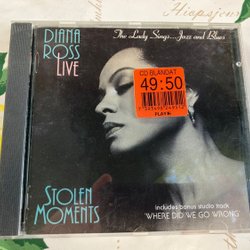 DIANA
ROSS
LIVE
The Lady Sings...Jazz and Blues
CD BLANDAT
49:50
PLAYIN
STOLEN
MOMENTS
includes bonus studio track
WHERE DID WE GO WRONG